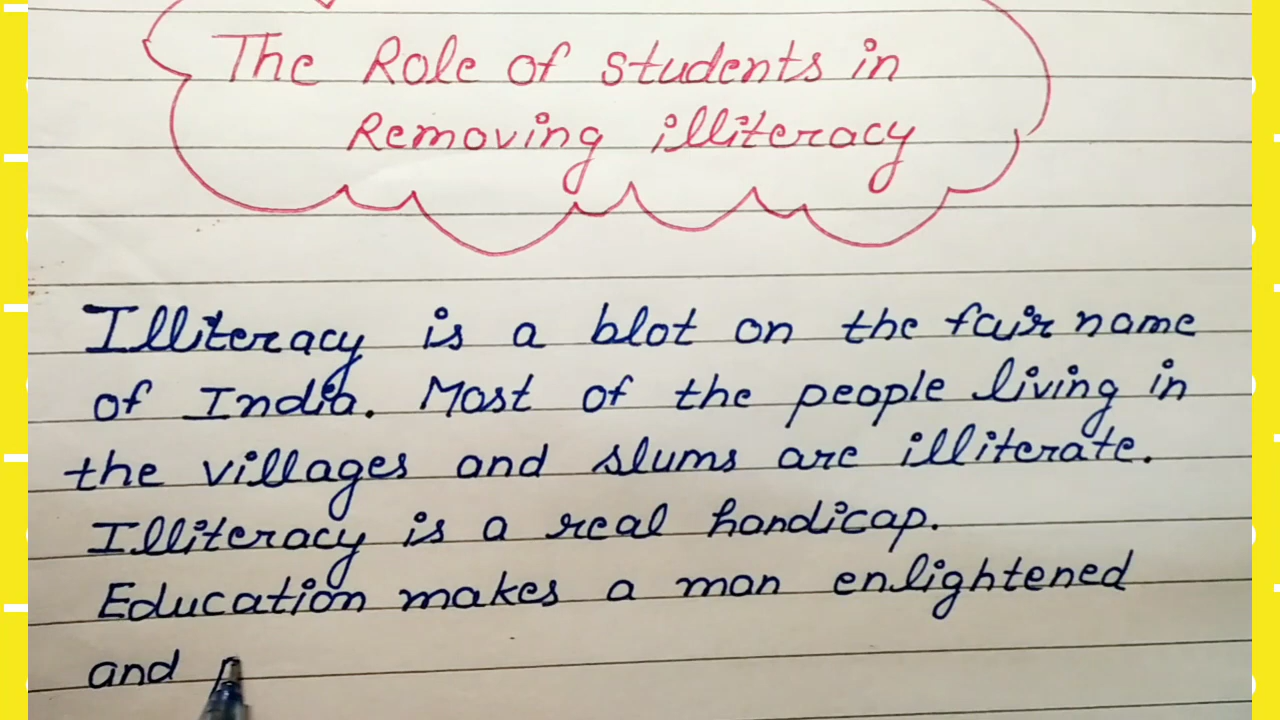 The Role of students in
Removing illiteracy
Illiteracy is a blot on the fair name
of India. Most of the people living in
the villages and slums are illiterate.
Illiteracy is a real handicap.
Education makes a man enlightened
and